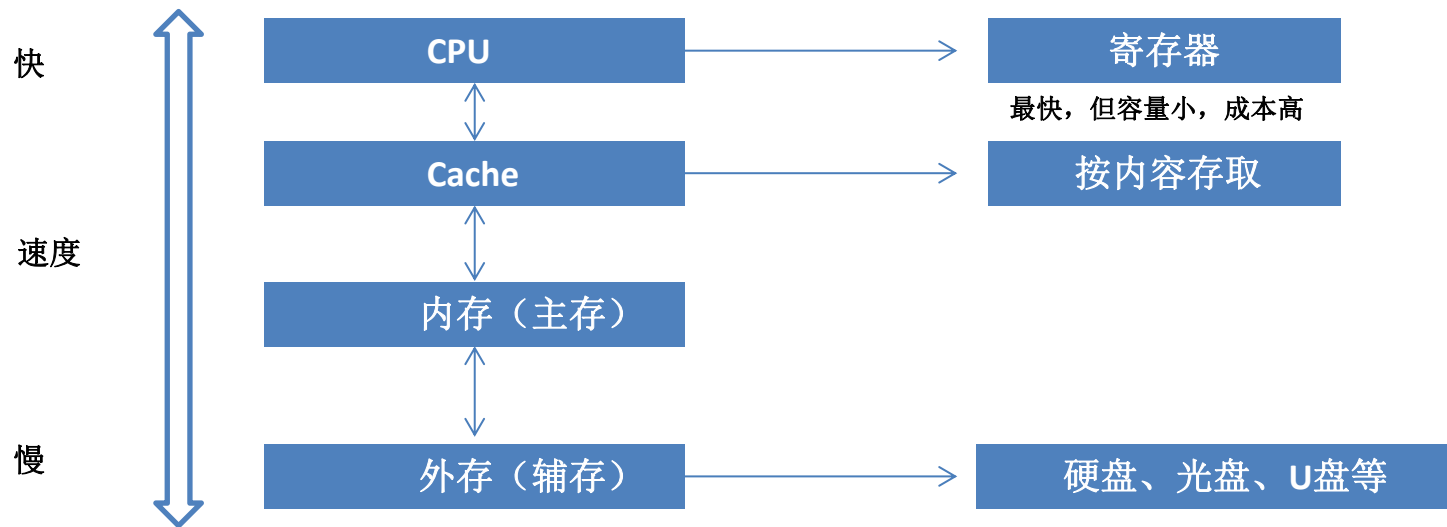 快
CPU
寄存器
最快，但容量小，成本高
Cache
按内容存取
速度
内存（主存）
慢
外存（辅存）
硬盘、光盘、U盘等